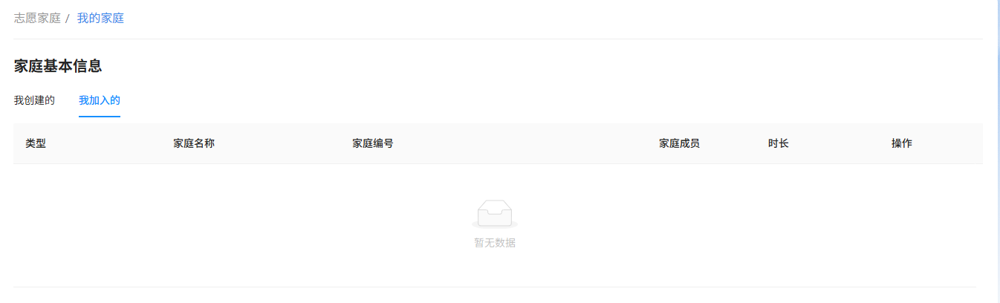 志愿家庭 / 我的家庭
家庭基本信息
我创建的 我加入的
类型 家庭名称 家庭编号 家庭成员 时长 操作
暂无数据